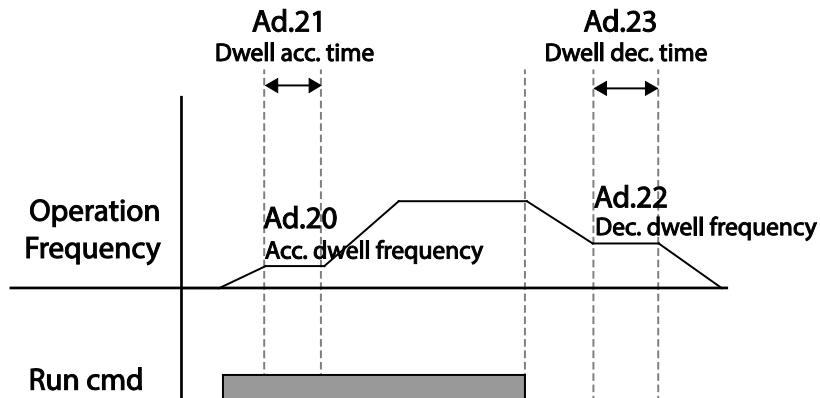 Ad.21
Dwell acc. time
Ad.23
Dwell dec. time
Operation
Frequency
Ad.20
Acc. dwell frequency
Ad.22
Dec. dwell frequency
Run cmd